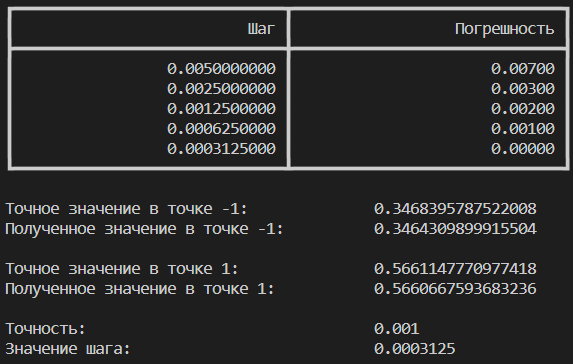 Шаг Погрешность
0.0050000000 0.00700
0.0025000000 0.00300
0.0012500000 0.00200
0.0006250000 0.00100
0.0003125000 0.00000
Точное значение в точке -1: 0.3468395787522008
Полученное значение в точке -1: 0.3464309899915504
Точное значение в точке 1: 0.5661147770977418
Полученное значение в точке 1: 0.5660667593683236
Точность: 0.001
Значение шага: 0.0003125